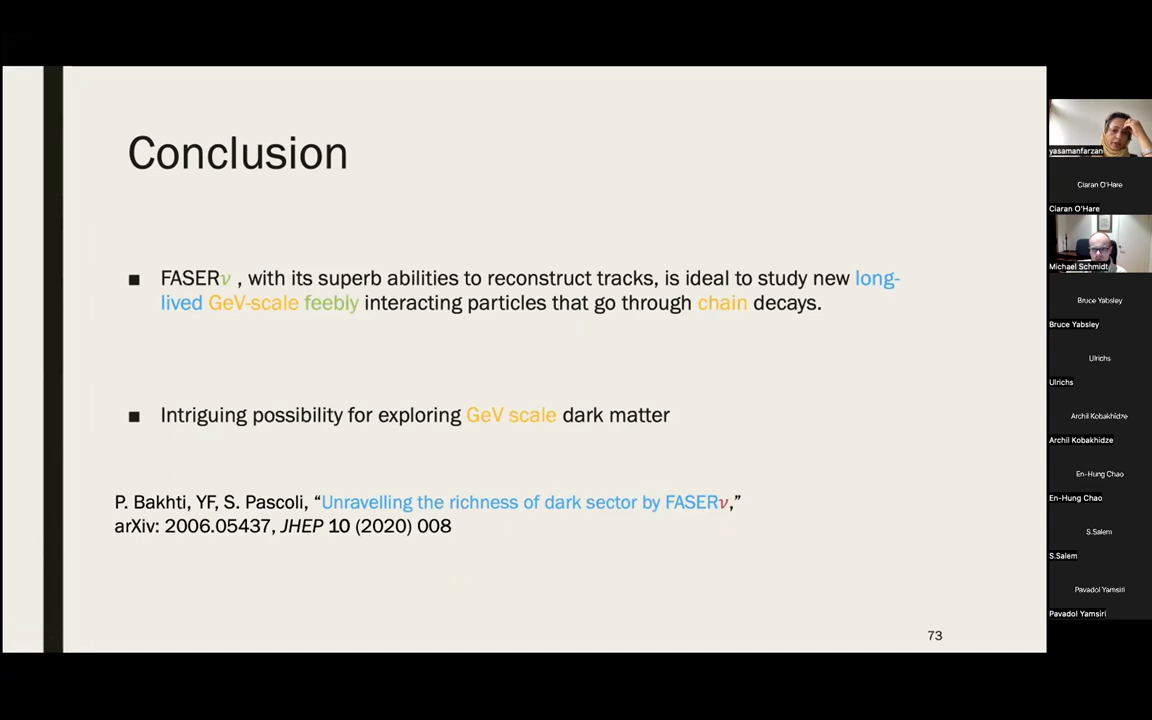 Conclusion
■ FASERν , with its superb abilities to reconstruct tracks, is ideal to study new long-
lived GeV-scale feebly interacting particles that go through chain decays.
■ Intriguing possibility for exploring GeV scale dark matter
P. Bakhti, YF, S. Pascoli, “Unravelling the richness of dark sector by FASERν,”
arXiv: 2006.05437, JHEP 10 (2020) 008
73
yasamanfarzan
Ciaran O'Hare
Ciaran O'Hare
Michael Schmidt
Bruce Yabsley
Bruce Yabsley
Ulrichs
Ulrichs
Archil Kobakhidze
Archil Kobakhidze
En-Hung Chao
En-Hung Chao
S.Salem
S.Salem
Pavadol Yamsiri
Pavadol Yamsiri